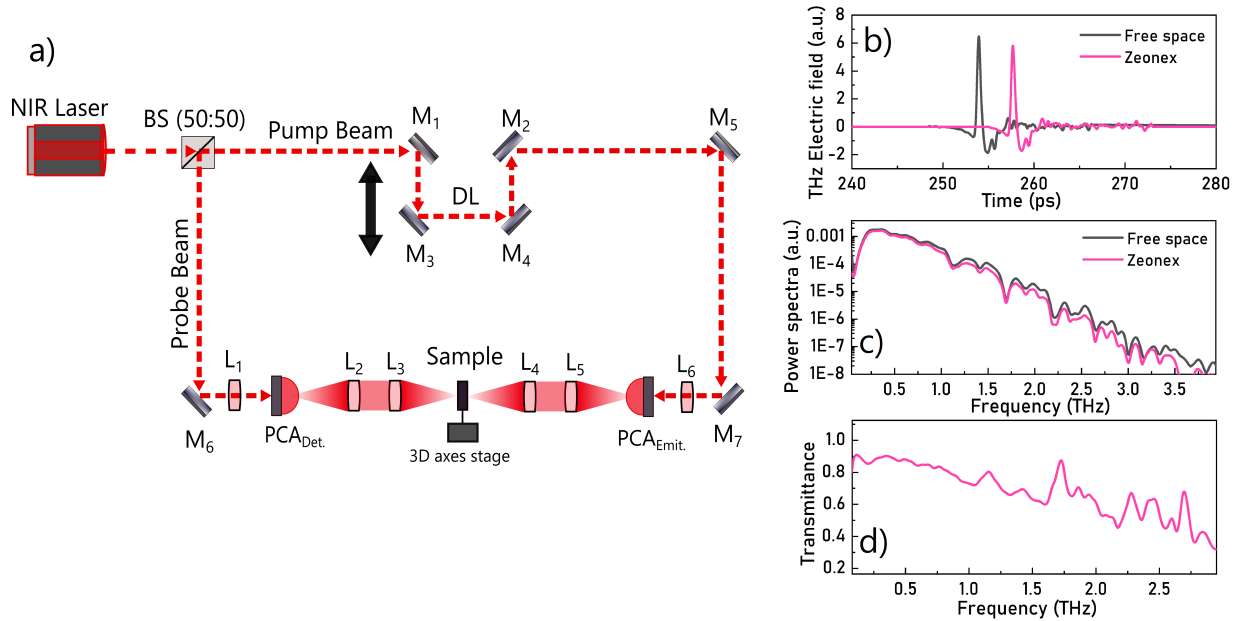 a)
NIR Laser
BS (50:50)
Pump Beam
M1
M2
M5
DL
M3
M4
Probe Beam
L1
L2
L3
Sample
L4
L5
L6
M6
PCADet.
3D axes stage
PCAEmit.
M7
b)
THz Electric field (a.u.)
8
6
4
2
0
-2
Free space
Zeonex
240
250
260
270
280
Time (ps)
c)
Power spectra (a.u.)
0.001
1E-4
1E-5
1E-6
1E-7
1E-8
Free space
Zeonex
0.5
1.0
1.5
2.0
2.5
3.0
3.5
Frequency (THz)
d)
Transmittance
1.0
0.8
0.6
0.4
0.2
0.5
1.0
1.5
2.0
2.5
Frequency (THz)